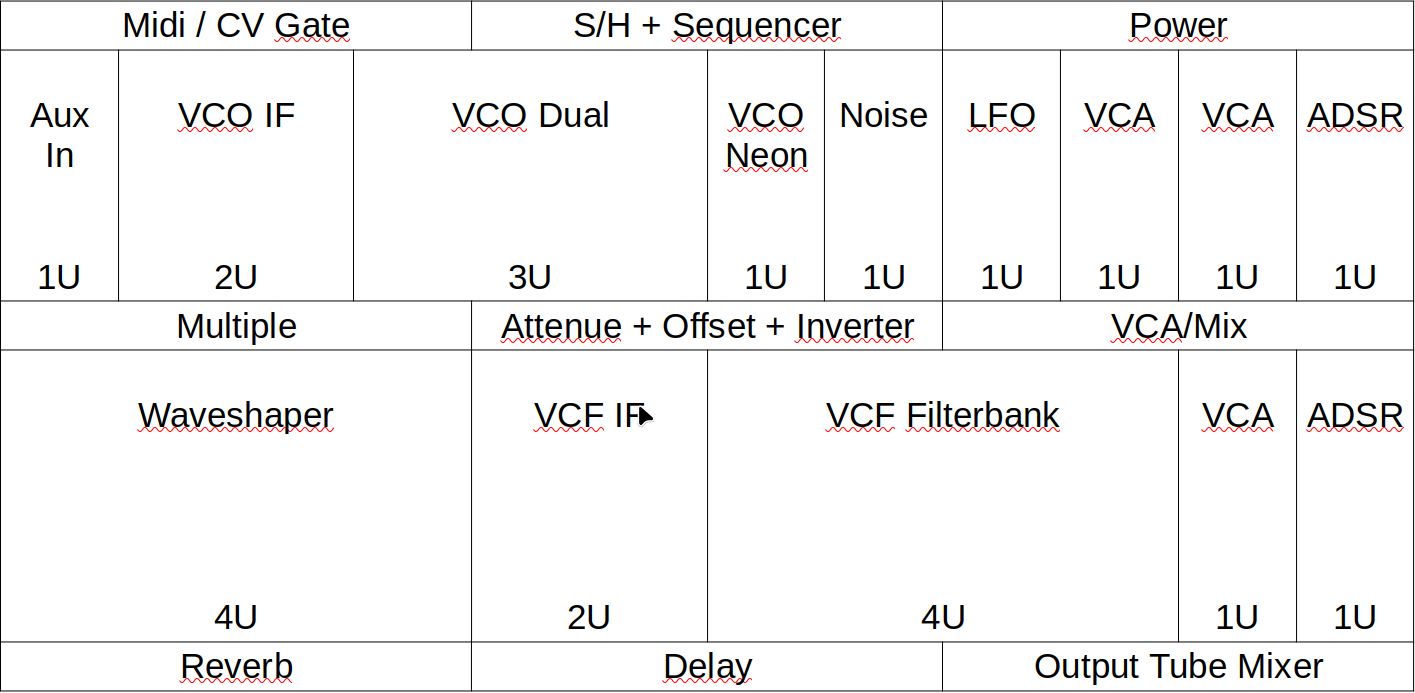 Midi / CV Gate
S/H + Sequencer
Power
Aux
In
1U
VCO IF
2U
VCO Dual
3U
VCO
Neon
1U
Noise
1U
LFO
1U
VCA
1U
VCA
1U
ADSR
1U
Multiple
Attenue + Offset + Inverter
VCA/Mix
Waveshaper
4U
VCF IF
2U
VCF Filterbank
4U
VCA
1U
ADSR
1U
Reverb
Delay
Output Tube Mixer